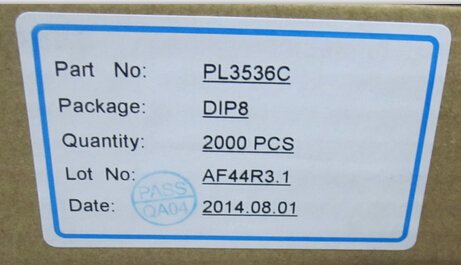 Part No: PL3536C
Package: DIP8
Quantity: 2000 PCS
Lot No: AF44R3.1
PASS
QA04
Date: 2014.08.01